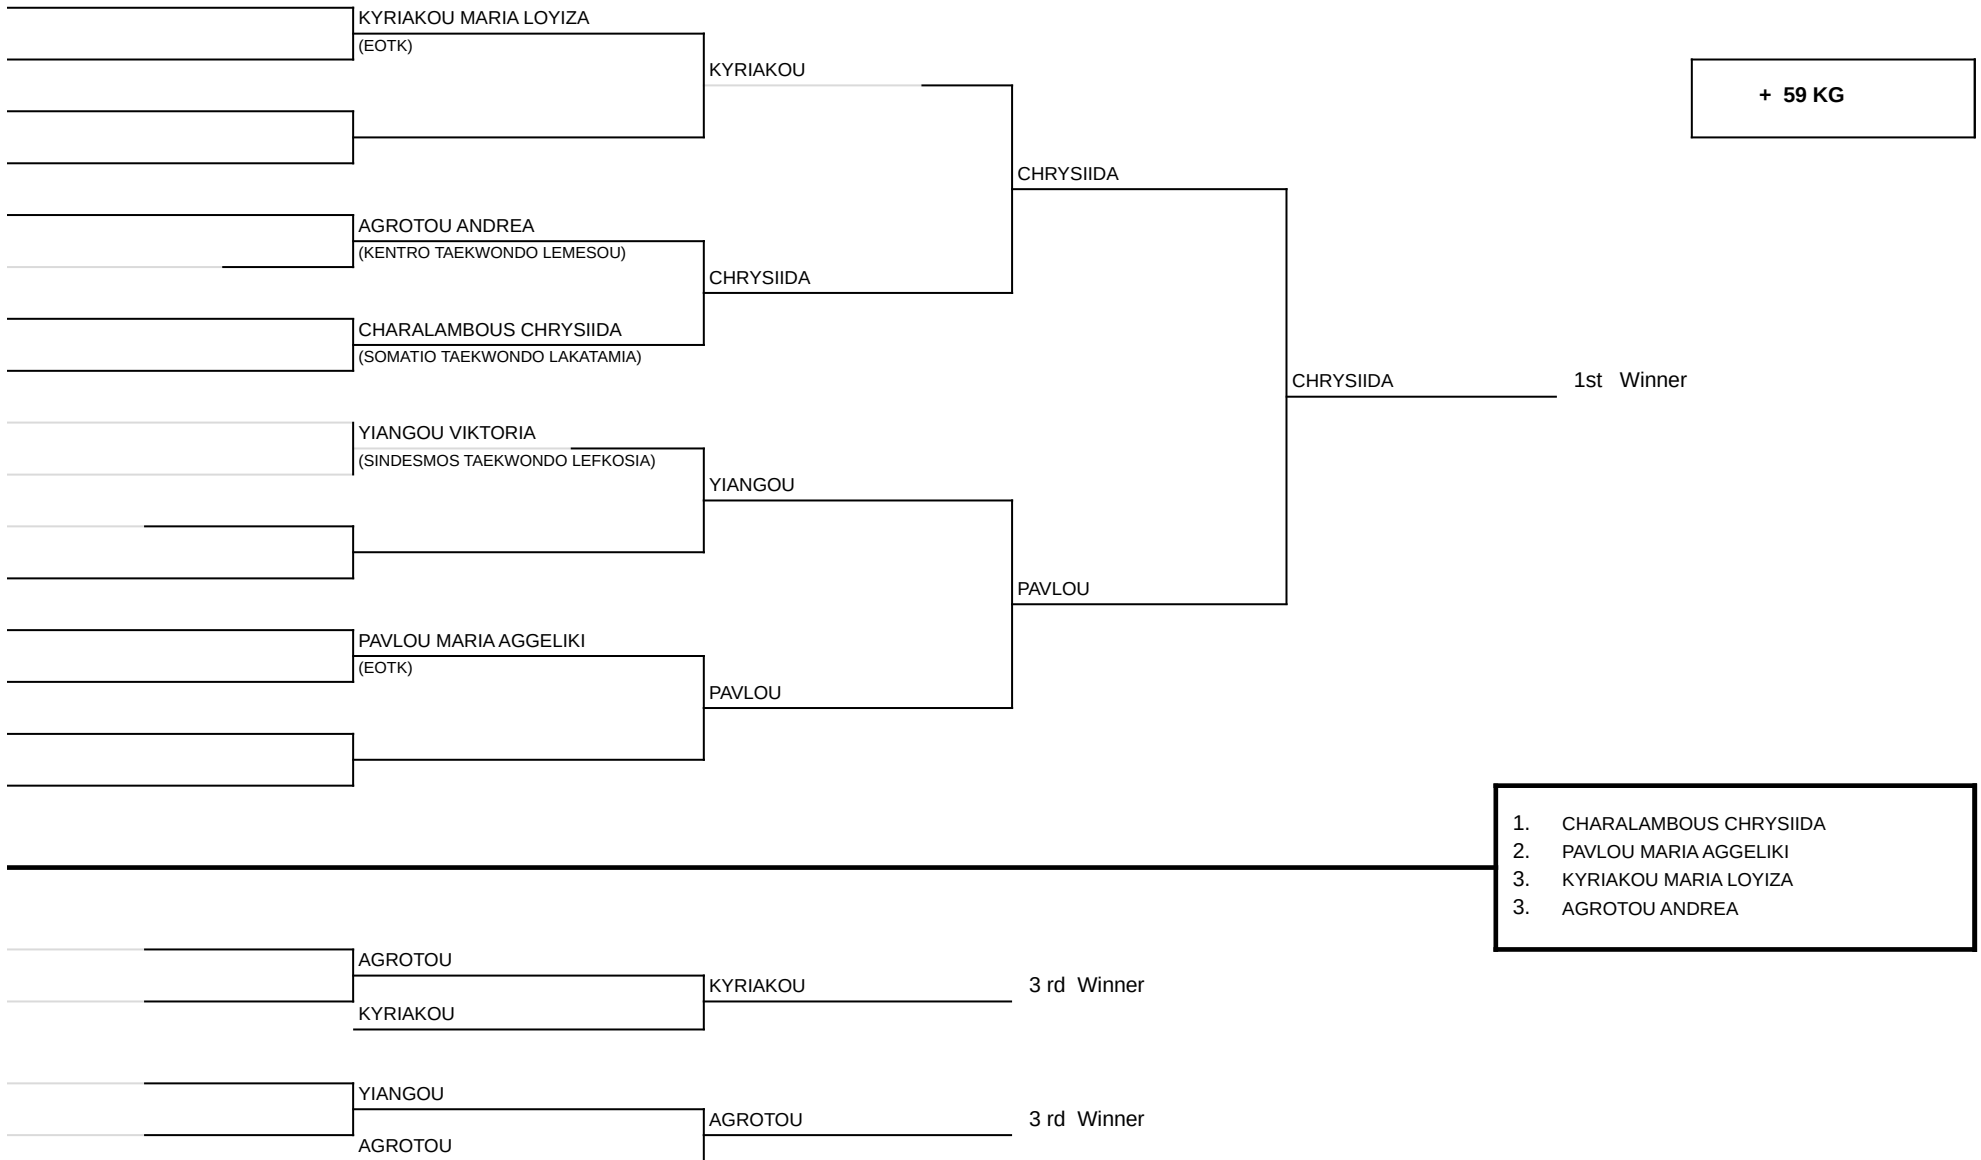 KYRIAKOU MARIA LOYIZA
(EOTK)
KYRIAKOU
+ 59 KG
CHRYSIIDA
AGROTOU ANDREA
(KENTRO TAEKWONDO LEMESOU)
CHRYSIIDA
CHARALAMBOUS CHRYSIIDA
(SOMATIO TAEKWONDO LAKATAMIA)
CHRYSIIDA
1st Winner
YIANGOU VIKTORIA
(SINDESMOS TAEKWONDO LEFKOSIA)
YIANGOU
PAVLOU
PAVLOU MARIA AGGELIKI
(EOTK)
PAVLOU
1. CHARALAMBOUS CHRYSIIDA
2. PAVLOU MARIA AGGELIKI
3. KYRIAKOU MARIA LOYIZA
3. AGROTOU ANDREA
AGROTOU
KYRIAKOU
3 rd Winner
KYRIAKOU
YIANGOU
AGROTOU
3 rd Winner
AGROTOU